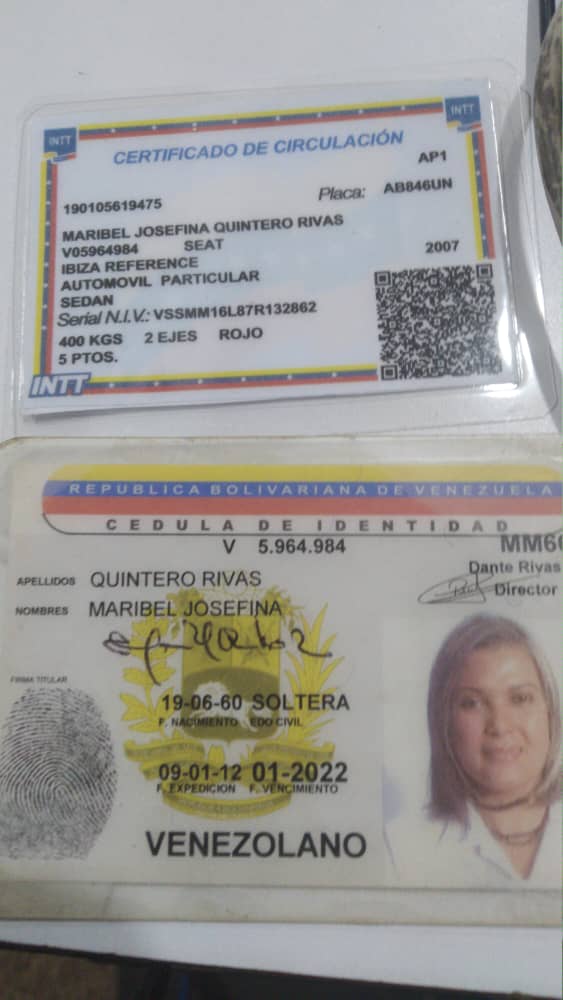 INTT
INTT
CERTIFICADO DE CIRCULACIÓN
AP1
190105619475
Placa: AB846UN
MARIBEL JOSEFINA QUINTERO RIVAS
V05964984 SEAT 2007
IBIZA REFERENCE
AUTOMOVIL PARTICULAR
SEDAN
Serial N.I.V.: VSSMM16L87R132862
400 KGS 2 EJES ROJO
5 PTOS.
INTT
REPUBLICA BOLIVARIANA DE VENEZUELA
CEDULA DE IDENTIDAD
V 5.964.984
Dante Rivas
Director
APELLIDOS QUINTERO RIVAS
NOMBRES MARIBEL JOSEFINA
FIRMA TITULAR
19-06-60 SOLTERA
F. NACIMIENTO EDO CIVIL
09-01-12 01-2022
F. EXPEDICION F. VENCIMIENTO
VENEZOLANO